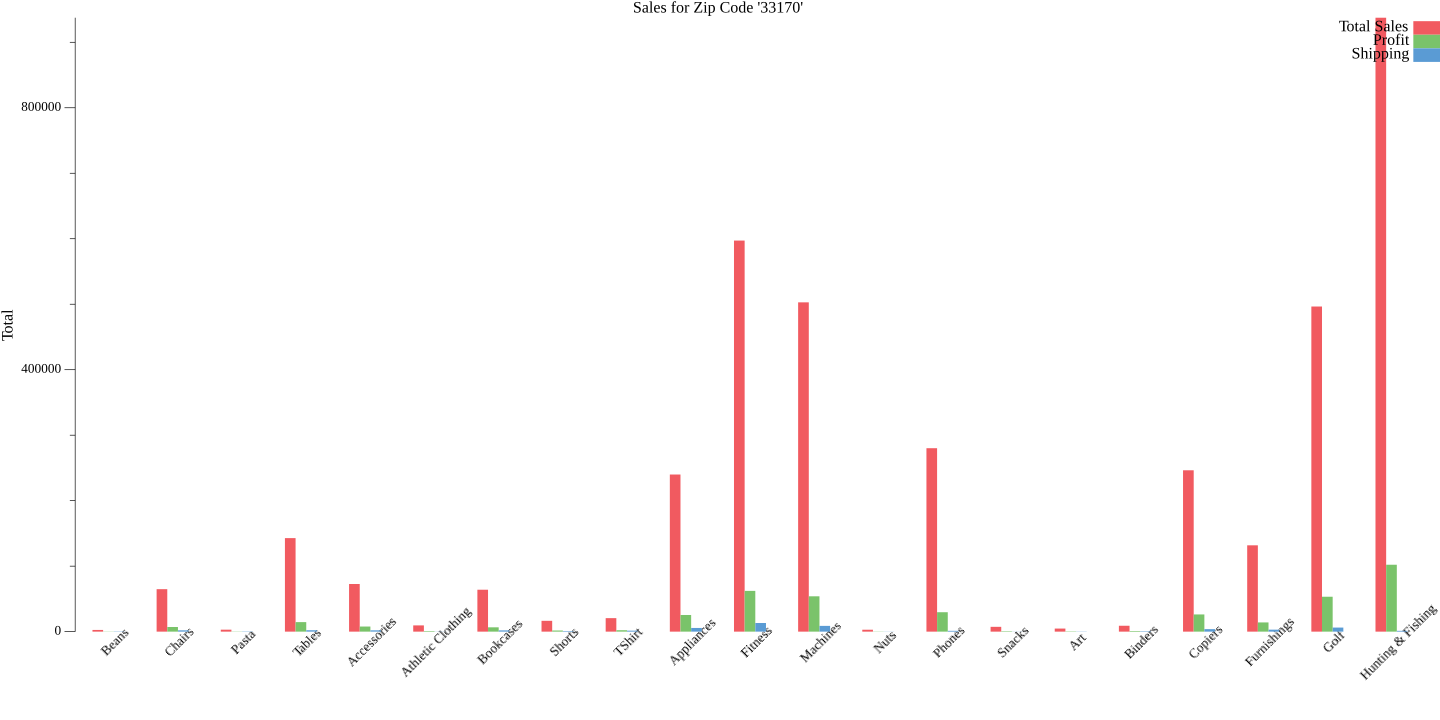 Sales for Zip Code '33170'
Total Sales
Profit
Shipping
Total
800000
400000
0
Beans
Chairs
Pasta
Tables
Accessories
Athletic Clothing
Bookcases
Shorts
TShirt
Appliances
Fitness
Machines
Nuts
Phones
Snacks
Art
Binders
Copiers
Furnishings
Golf
Hunting & Fishing